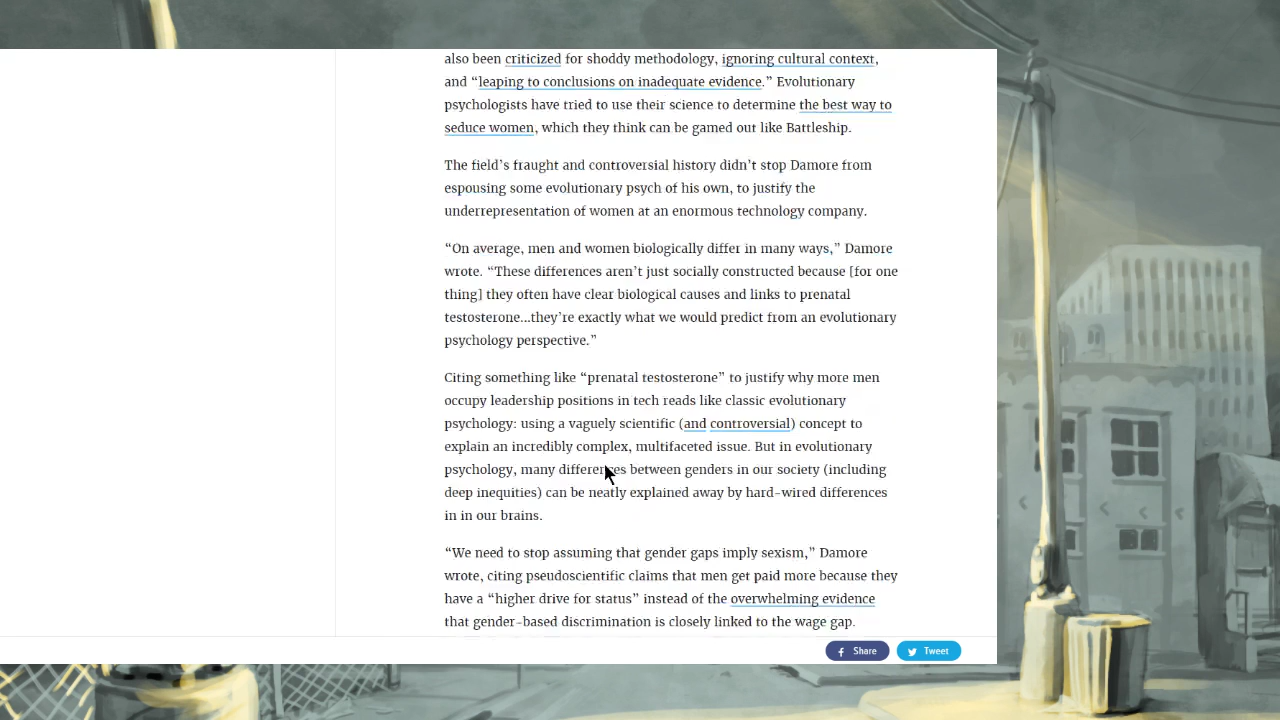 also been criticized for shoddy methodology, ignoring cultural context,
and “leaping to conclusions on inadequate evidence.” Evolutionary
psychologists have tried to use their science to determine the best way to
seduce women, which they think can be gamed out like Battleship.
The field’s fraught and controversial history didn’t stop Damore from
espousing some evolutionary psych of his own, to justify the
underrepresentation of women at an enormous technology company.
“On average, men and women biologically differ in many ways,” Damore
wrote. “These differences aren’t just socially constructed because [for one
thing] they often have clear biological causes and links to prenatal
testosterone...they’re exactly what we would predict from an evolutionary
psychology perspective.”
Citing something like “prenatal testosterone” to justify why more men
occupy leadership positions in tech reads like classic evolutionary
psychology: using a vaguely scientific (and controversial) concept to
explain an incredibly complex, multifaceted issue. But in evolutionary
psychology, many differences between genders in our society (including
deep inequities) can be neatly explained away by hard-wired differences
in in our brains.
“We need to stop assuming that gender gaps imply sexism,” Damore
wrote, citing pseudoscientific claims that men get paid more because they
have a “higher drive for status” instead of the overwhelming evidence
that gender-based discrimination is closely linked to the wage gap.
Share Tweet